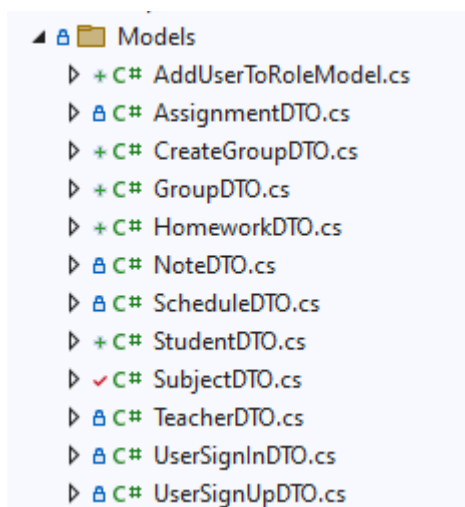 Models
C# AddUserToRoleModel.cs
C# AssignmentDTO.cs
C# CreateGroupDTO.cs
C# GroupDTO.cs
C# HomeworkDTO.cs
C# NoteDTO.cs
C# ScheduleDTO.cs
C# StudentDTO.cs
C# SubjectDTO.cs
C# TeacherDTO.cs
C# UserSignInDTO.cs
C# UserSignUpDTO.cs